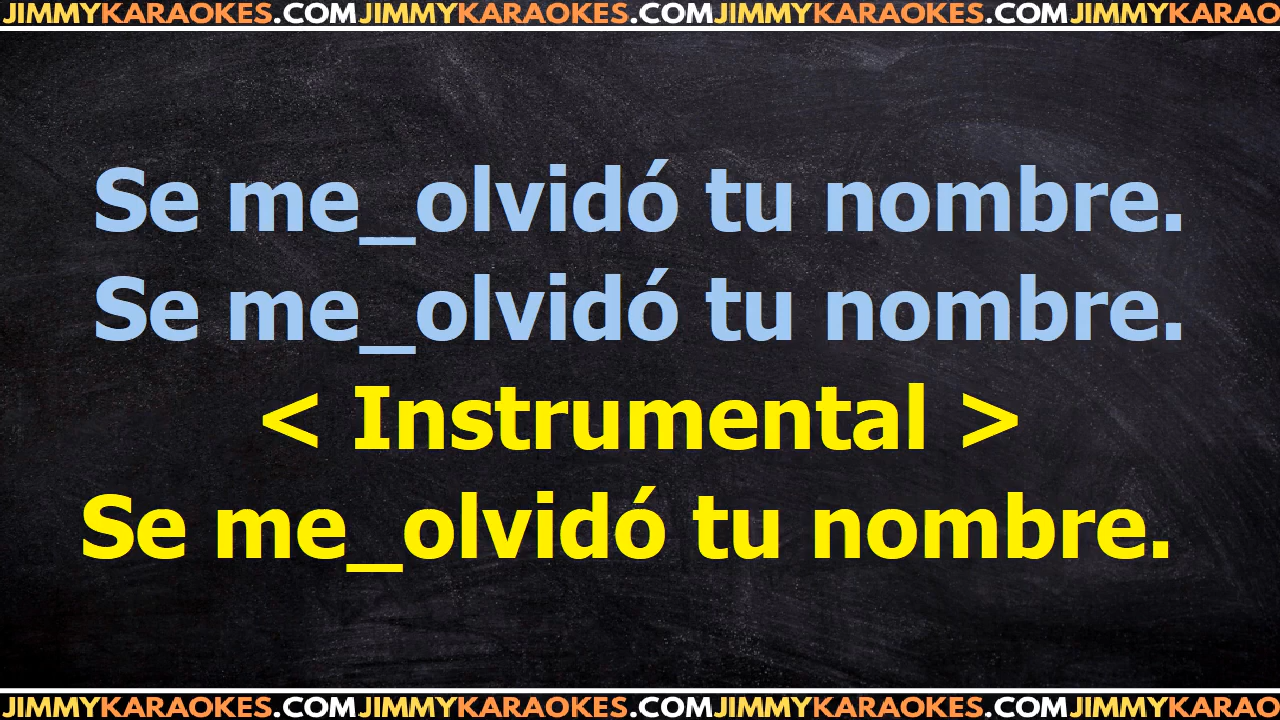 JIMMYKARAOKES.COMJIMMYKARAOKES.COMJIMMYKARAOKES.COMJIMMYKARAO
Se me_olvidó tu nombre.
Se me_olvidó tu nombre.
< Instrumental >
Se me_olvidó tu nombre.
JIMMYKARAOKES.COMJIMMYKARAOKES.COMJIMMYKARAOKES.COMJIMMYKARAO